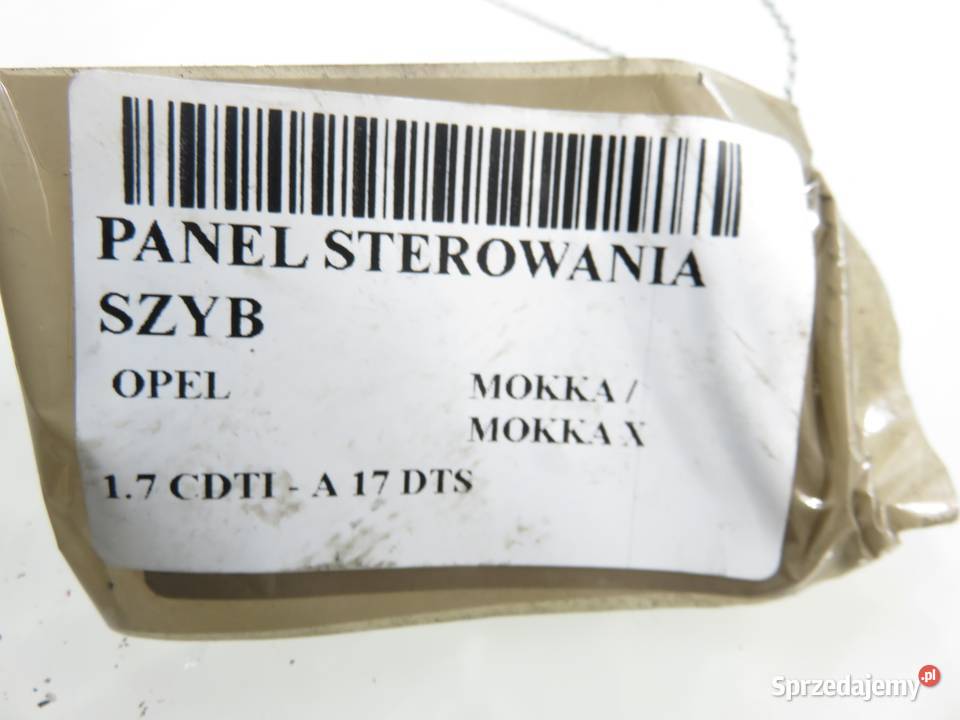 PANEL STEROWANIA
SZYB
OPEL MOKKA /
MOKKA X
1.7 CDTI - A 17 DTS
Sprzedajemy.pl